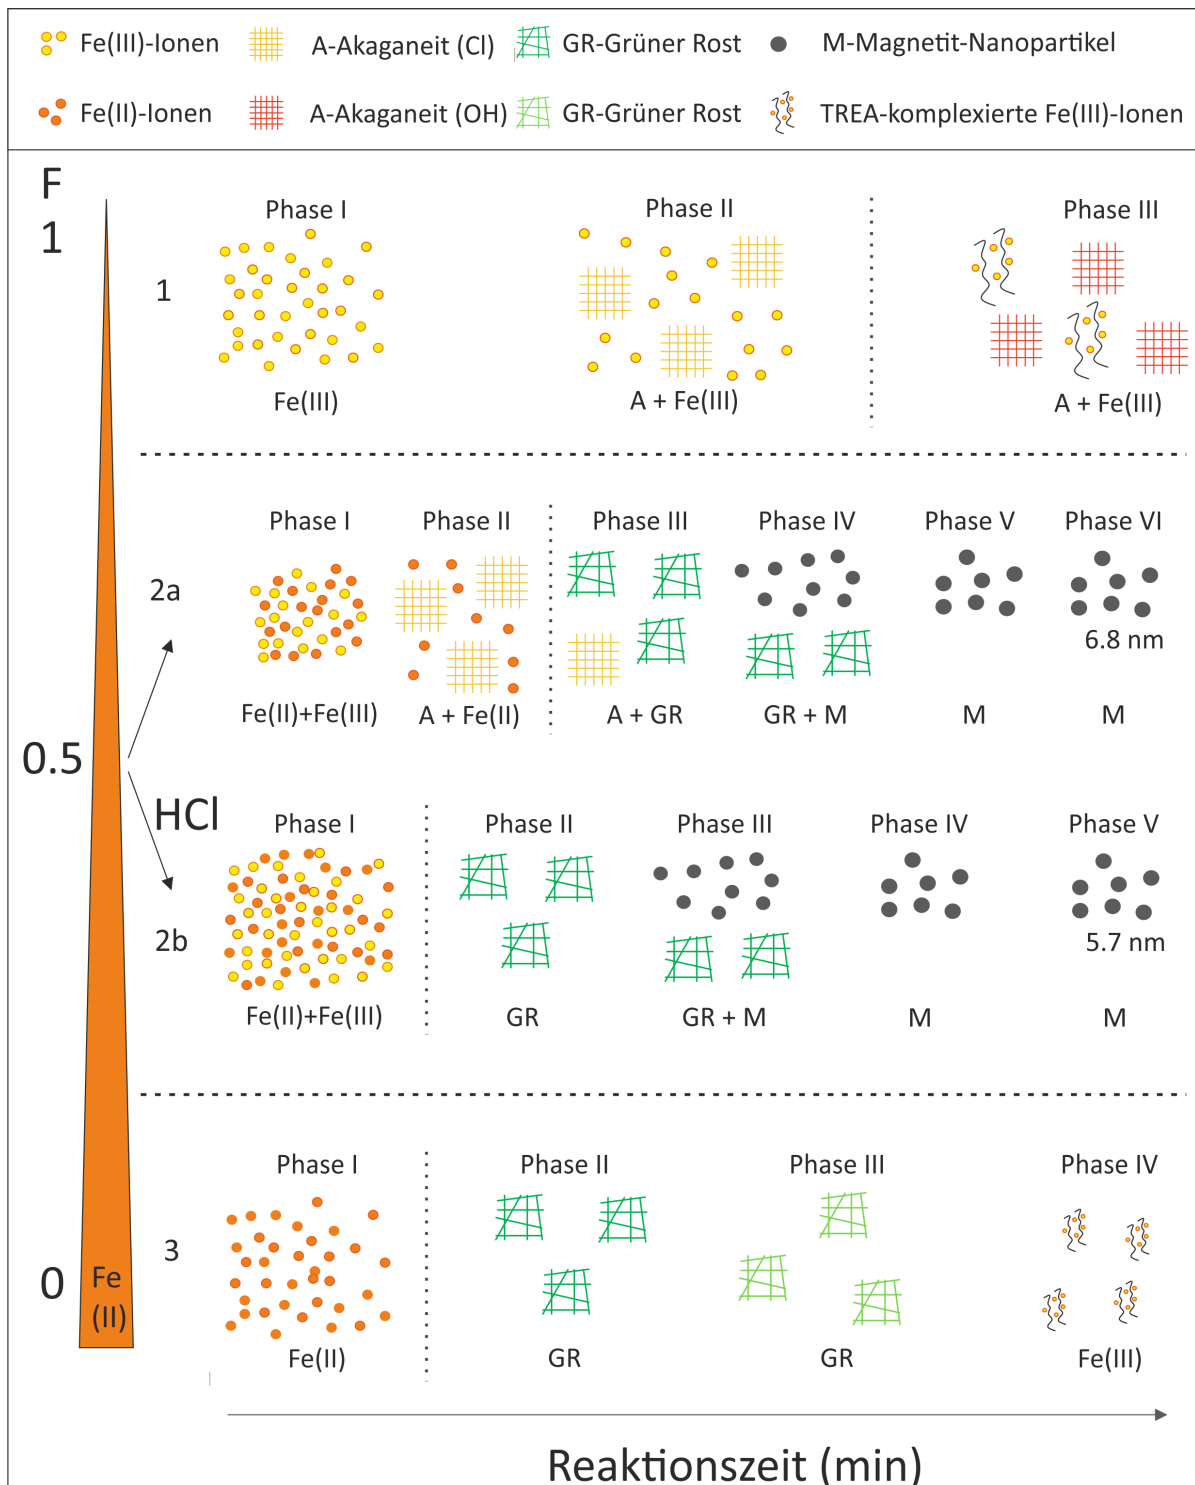 Fe(III)-Ionen A-Akaganeit (Cl) GR-Grüner Rost M-Magnetit-Nanopartikel
Fe(II)-Ionen A-Akaganeit (OH) GR-Grüner Rost TREA-komplexierte Fe(III)-Ionen
F
1
Phase I Phase II Phase III
1
Fe(III) A + Fe(III) A + Fe(III)
Phase I Phase II Phase III Phase IV Phase V Phase VI
2a
6.8 nm
Fe(II)+Fe(III) A + Fe(II) A + GR GR + M M M
0.5
HCl
Phase I Phase II Phase III Phase IV Phase V
2b
5.7 nm
Fe(II)+Fe(III) GR GR + M M M
Phase I Phase II Phase III Phase IV
3
0
Fe
(II)
Fe(II) GR GR Fe(III)
Reaktionszeit (min)